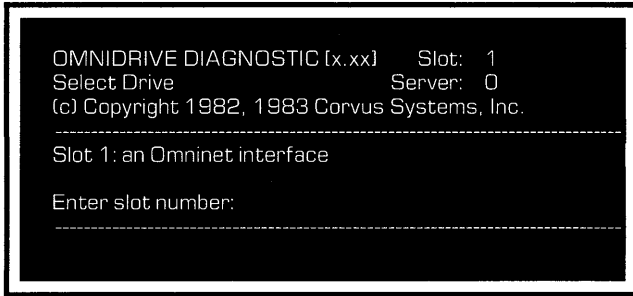 OMNIDRIVE DIAGNOSTIC [x.xx] Slot: 1
Select Drive Server: 0
(c) Copyright 1982, 1983 Corvus Systems, Inc.
Slot 1: an Omninet interface
Enter slot number: